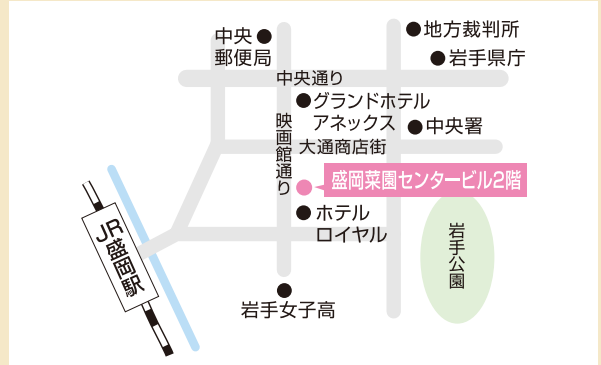 中央
郵便局
地方裁判所
岩手県庁
中央通り
グランドホテル
アネックス
中央署
映画館通り
大通商店街
盛岡菜園センタービル2階
ホテル
ロイヤル
岩手公園
JR盛岡駅
岩手女子高